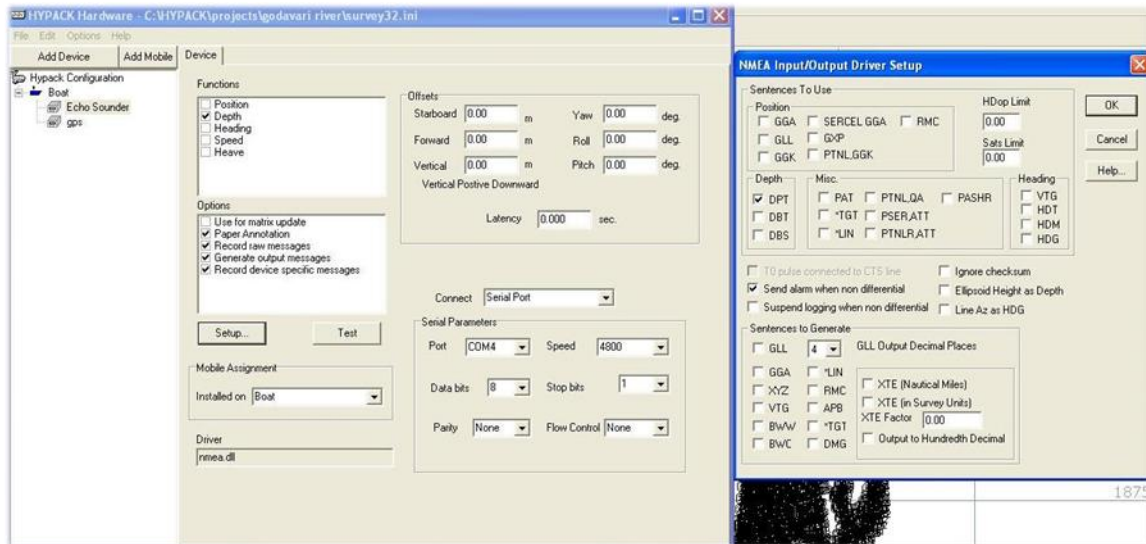 HYPACK Hardware - C:\HYPACK\projects\godavari river\survey32.ini
File Edit Options Help
Add Device Add Mobile Device
Hypack Configuration
Boat
Echo Sounder
gps
Functions
Position
Depth
Heading
Speed
Heave
Options
Use for matrix update
Paper Annotation
Record raw messages
Generate output messages
Record device specific messages
Setup... Test
Mobile Assignment
Installed on Boat
Driver
nmea.dll
Offsets
Starboard 0.00 m Yaw 0.00 deg.
Forward 0.00 m Roll 0.00 deg.
Vertical 0.00 m Pitch 0.00 deg.
Vertical Postive Downward
Latency 0.000 sec.
Connect Serial Port
Serial Parameters
Port COM4 Speed 4800
Data bits 8 Stop bits 1
Parity None Flow Control None
NMEA Input/Output Driver Setup
Sentences To Use
Position
GGA SERCEL GGA RMC
GLL GXP
GGK PTNL,GGK
HDop Limit
0.00
Sats Limit
0.00
OK
Cancel
Help...
Depth
DPT
DBT
DBS
Misc.
PAT PTNL,QA PASHR
*TGT PSER,ATT
*LIN PTNLR,ATT
Heading
VTG
HDT
HDM
HDG
T0 pulse connected to CTS line
Send alarm when non differential
Suspend logging when non differential
Ignore checksum
Ellipsoid Height as Depth
Line Az as HDG
Sentences to Generate
GLL 4 GLL Output Decimal Places
GGA *LIN
XYZ RMC
VTG APB
BWW *TGT
BWC DMG
XTE (Nautical Miles)
XTE (in Survey Units)
XTE Factor 0.00
Output to Hundredth Decimal
1875